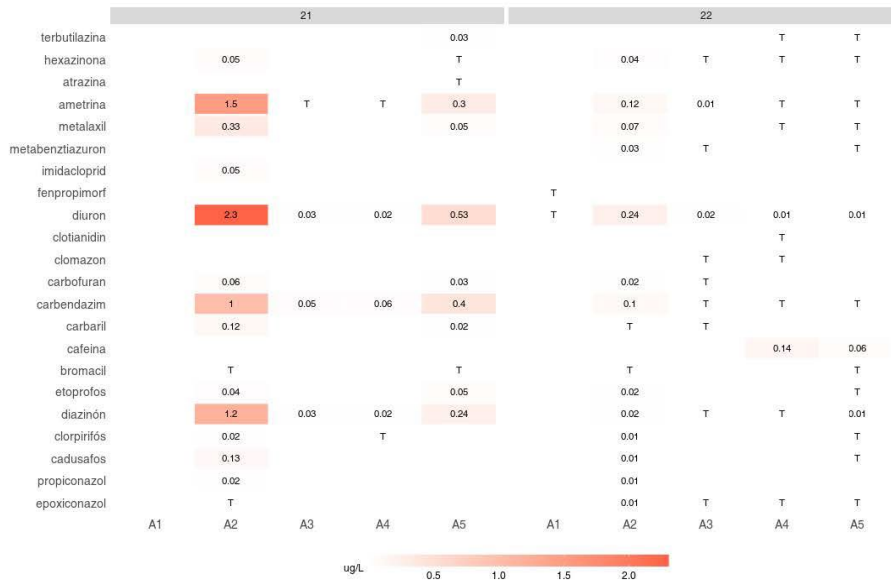 21 22
terbutilazina 0.03 T T
hexazinona 0.05 T 0.04 T T T
atrazina T
ametrina 1.5 T T 0.3 0.12 0.01 T T
metalaxil 0.33 0.05 0.07 T T
metabenztiazuron 0.03 T T
imidacloprid 0.05
fenpropimorf T
diuron 2.3 0.03 0.02 0.53 T 0.24 0.02 0.01 0.01
clotianidin T
clomazon T T
carbofuran 0.06 0.03 0.02 T
carbendazim 1 0.05 0.06 0.4 0.1 T T T
carbaril 0.12 0.02 T T
cafeina 0.14 0.06
bromacil T T T T
etoprofos 0.04 0.05 0.02 T
diazinón 1.2 0.03 0.02 0.24 0.02 T T 0.01
clorpirifós 0.02 T 0.01 T
cadusafos 0.13 0.01 T
propiconazol 0.02 0.01
epoxiconazol T 0.01 T T T
A1 A2 A3 A4 A5 A1 A2 A3 A4 A5
ug/L 0.5 1.0 1.5 2.0